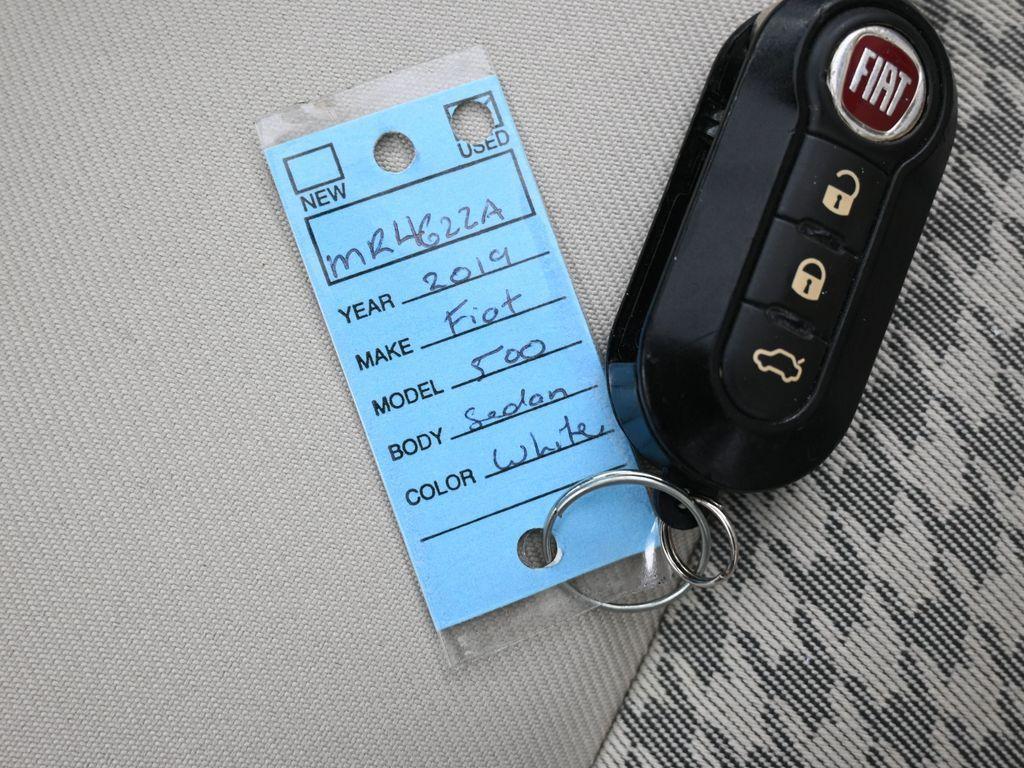 FIAT
NEW
USED
MR4622A
YEAR 2019
MAKE Fiat
MODEL 500
BODY Sedan
COLOR White